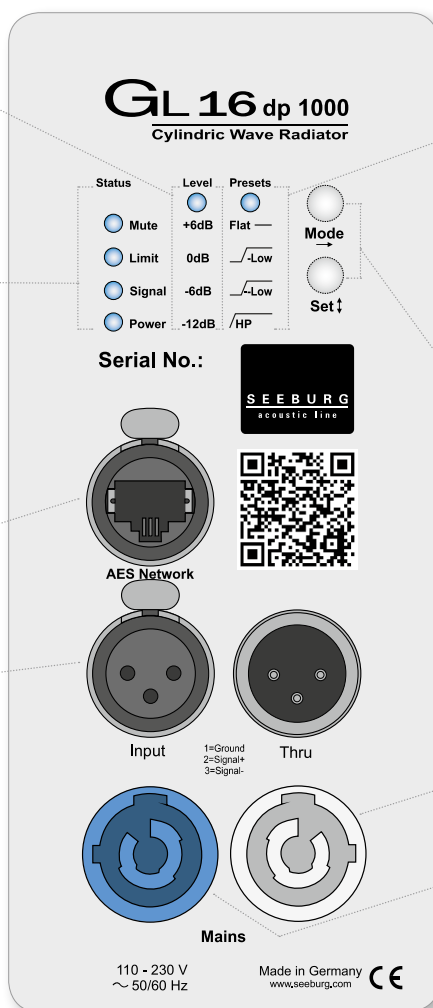 GL 16 dp 1000
Cylindric Wave Radiator
Status Level Presets
Mute +6dB Flat
Mode
Limit 0dB -Low
Signal -6dB --Low
Set
Power -12dB HP
Serial No.:
SEEBURG
acoustic line
AES Network
Input
1=Ground
2=Signal+
3=Signal-
Thru
Mains
110 - 230 V
～ 50/60 Hz
Made in Germany
www.seeburg.com
CE